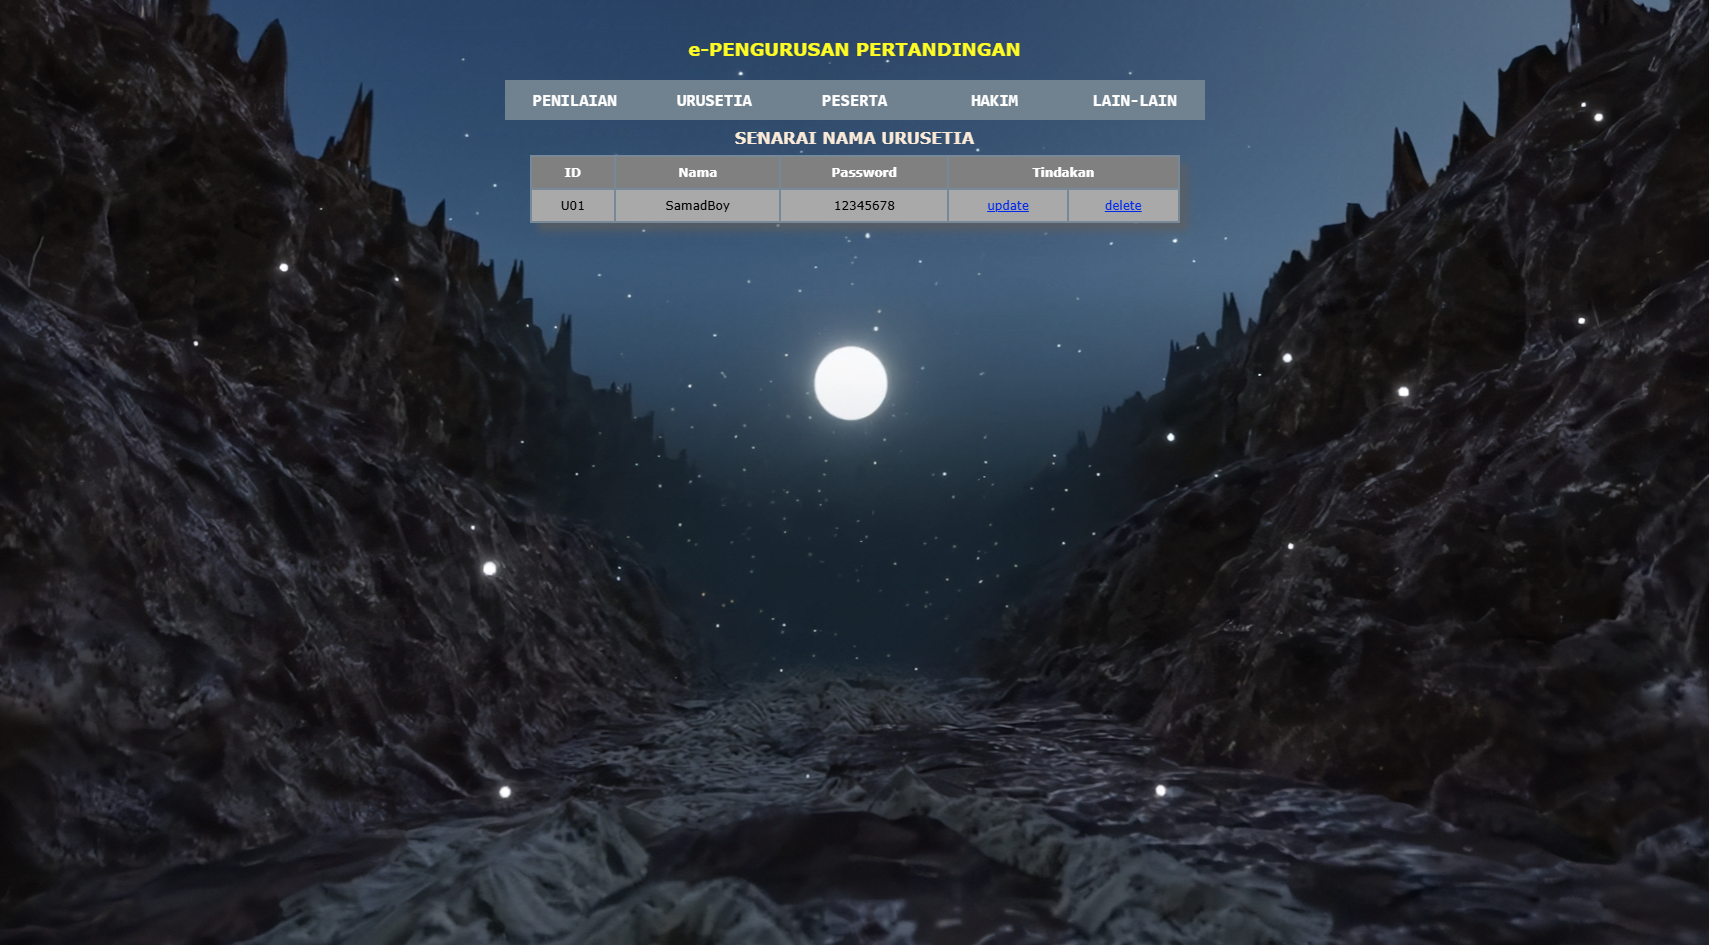 e-PENGURUSAN PERTANDINGAN
PENILAIAN URUSETIA PESERTA HAKIM LAIN-LAIN
SENARAI NAMA URUSETIA
ID Nama Password Tindakan
U01 SamadBoy 12345678 update delete